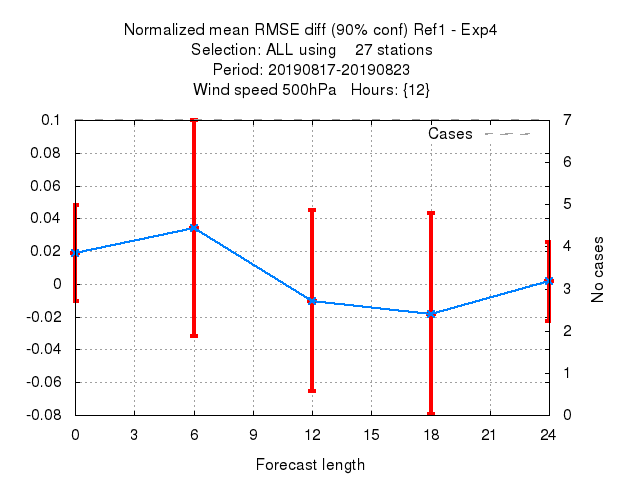 Normalized mean RMSE diff (90% conf) Ref1 - Exp4
Selection: ALL using    27 stations
Period: 20190817-20190823
Wind speed 500hPa   Hours: {12}
Cases
0.1
0.08
0.06
0.04
0.02
0
-0.02
-0.04
-0.06
-0.08
7
6
5
4
3
2
1
0
No cases
0 3 6 9 12 15 18 21 24
Forecast length